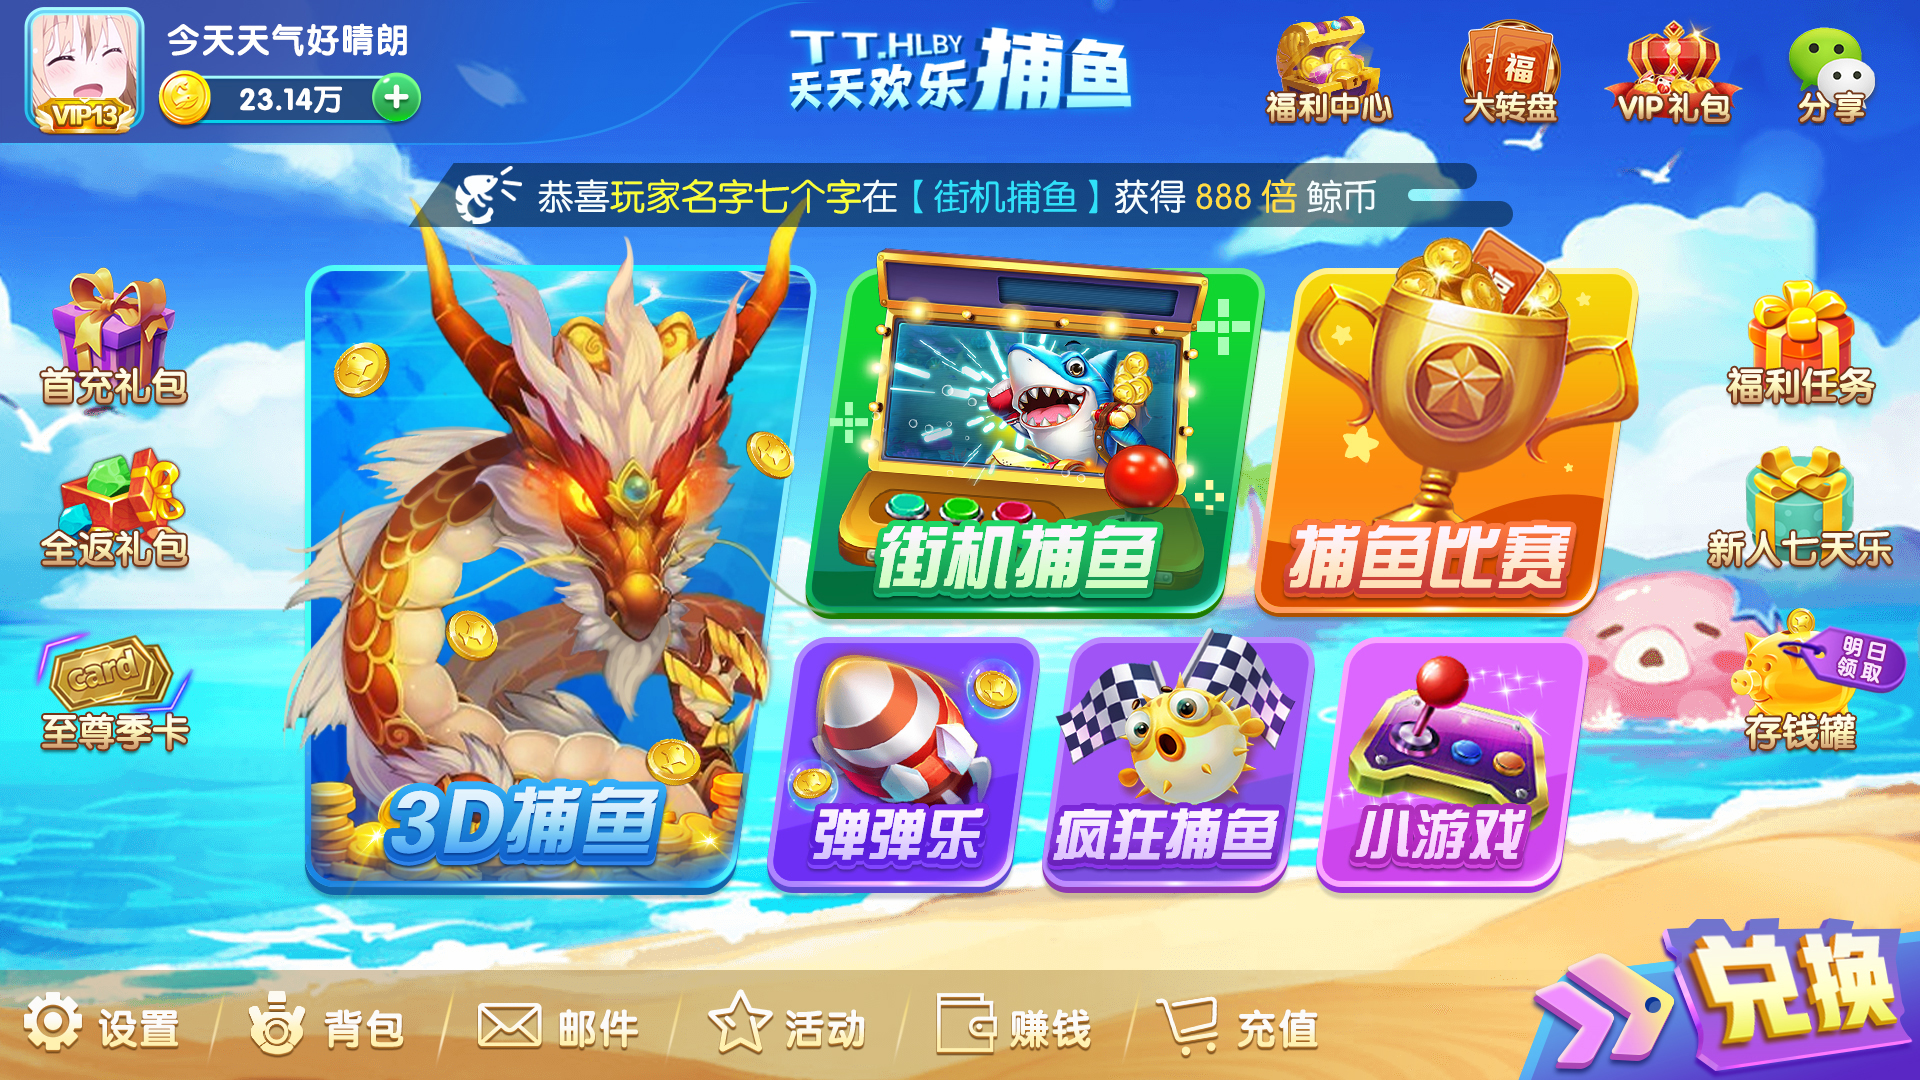 今天天气好晴朗
VIP13
23.14万
TT.HLBY
天天欢乐捕鱼
福利中心
福
大转盘
VIP礼包
分享
恭喜玩家名字七个字在【街机捕鱼】获得 888 倍 鲸币
首充礼包
全返礼包
card
至尊季卡
3D捕鱼
街机捕鱼
捕鱼比赛
弹弹乐
疯狂捕鱼
小游戏
福利任务
新人七天乐
明日
领取
存钱罐
设置
背包
邮件
活动
赚钱
充值
兑换